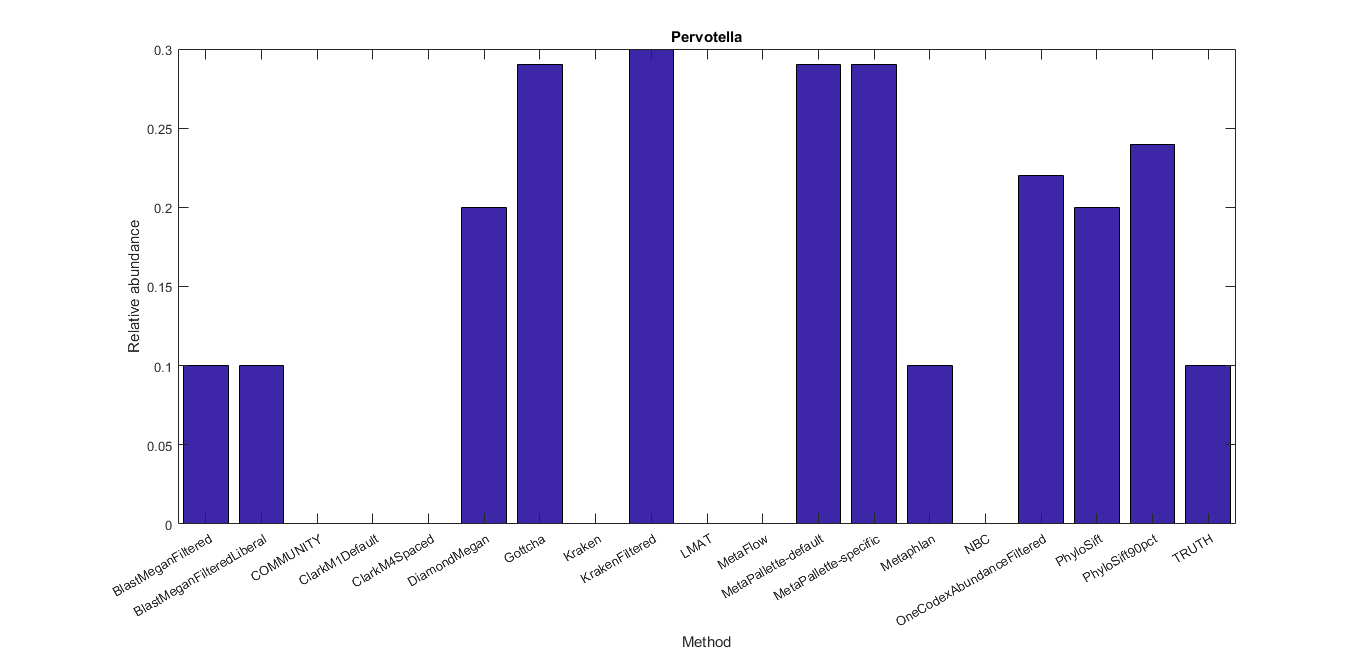 Pervotella
Relative abundance
0.3
0.25
0.2
0.15
0.1
0.05
0
BlastMeganFiltered
BlastMeganFilteredLiberal
COMMUNITY
ClarkM1Default
ClarkM4Spaced
DiamondMegan
Gottcha
Kraken
KrakenFiltered
LMAT
MetaFlow
MetaPallette-default
MetaPallette-specific
Metaphlan
NBC
OneCodexAbundanceFiltered
PhyloSift
PhyloSift90pct
TRUTH
Method